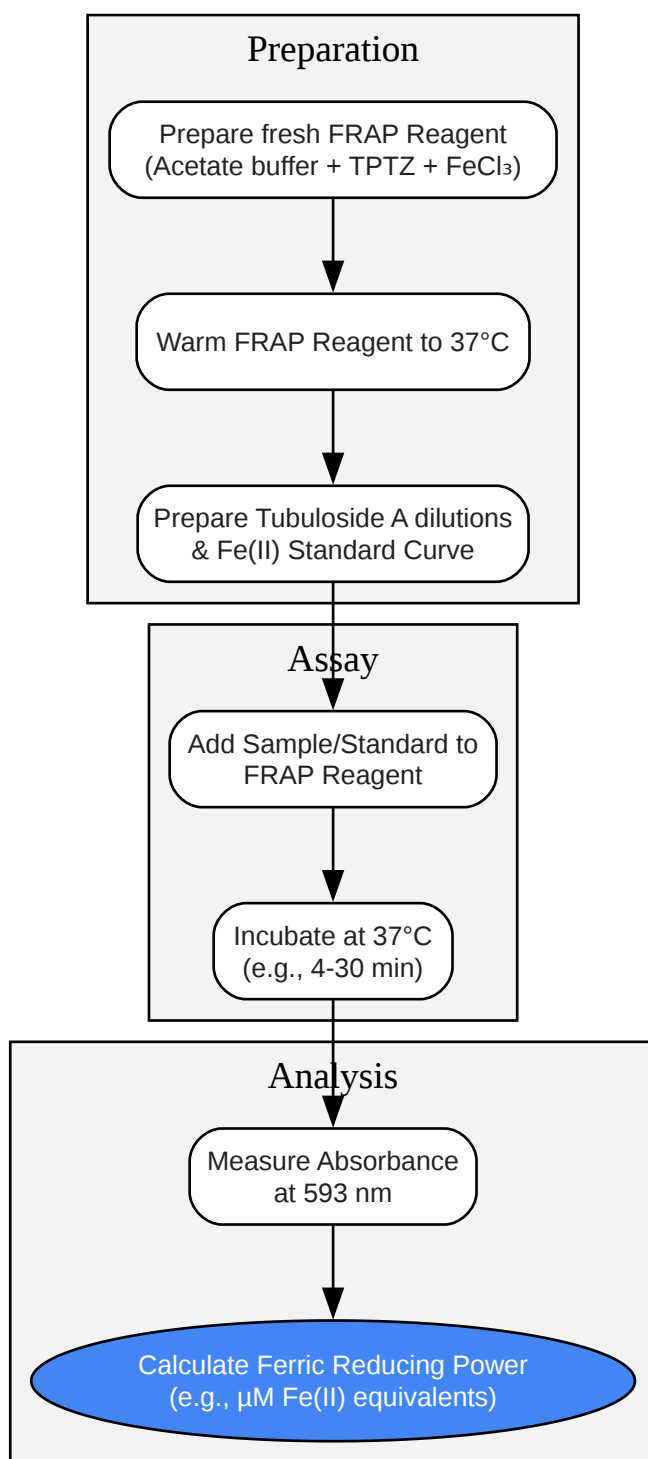 Preparation
Prepare fresh FRAP Reagent
(Acetate buffer + TPTZ + FeCl₃)
Warm FRAP Reagent to 37°C
Prepare Tubuloside A dilutions
& Fe(II) Standard Curve
Assay
Add Sample/Standard to
FRAP Reagent
Incubate at 37°C
(e.g., 4-30 min)
Analysis
Measure Absorbance
at 593 nm
Calculate Ferric Reducing Power
(e.g., µM Fe(II) equivalents)